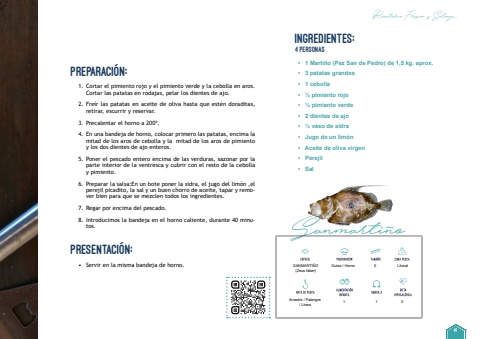 Recetario Fresco y Salvaje
INGREDIENTES:
4 PERSONAS
• 1 Martiño (Pez San de Pedro) de 1,5 kg. aprox.
• 3 patatas grandes
• 1 cebolla
• ½ pimiento rojo
• ½ pimiento verde
• 2 dientes de ajo
• ½ vaso de sidra
• Jugo de un limón
• Aceite de oliva virgen
• Perejil
• Sal
PREPARACIÓN:
1. Cortar el pimiento rojo y el pimiento verde y la cebolla en aros.
Cortar las patatas en rodajas, pelar los dientes de ajo.
2. Freír las patatas en aceite de oliva hasta que estén doraditas,
retirar, escurrir y reservar.
3. Precalentar el horno a 200º.
4. En una bandeja de horno, colocar primero las patatas, encima la
mitad de los aros de cebolla y la mitad de aros de pimiento
y los dos dientes de ajo enteros.
5. Poner el pescado entero encima de las verduras, sazonar por la
parte interior de la ventresca y cubrir con el resto de la cebolla
y pimiento.
6. Preparar la salsa:En un bote poner la sidra, el jugo del limón ,el
perejil picadito, la sal y un buen chorro de aceite, tapar y remo-
ver bien para que se mezclen todos los ingredientes.
7. Regar por encima del pescado.
8. Introducimos la bandeja en el horno caliente, durante 40 minu-
tos.
PRESENTACIÓN:
• Servir en la misma bandeja de horno.
Sanmartiño
ESPECIE
PREPARACIÓN
TAMAÑO
ZONA PESCA
SANMARTIÑO
(Zeus faber)
Guiso / Horno
Litoral
ARTE DE PESCA
ALIMENTACIÓN
INFANTIL
OMEGA 3
DIETA
HIPOCALÓRICA
Arrastre / Palangre
/ Línea
1
1
3